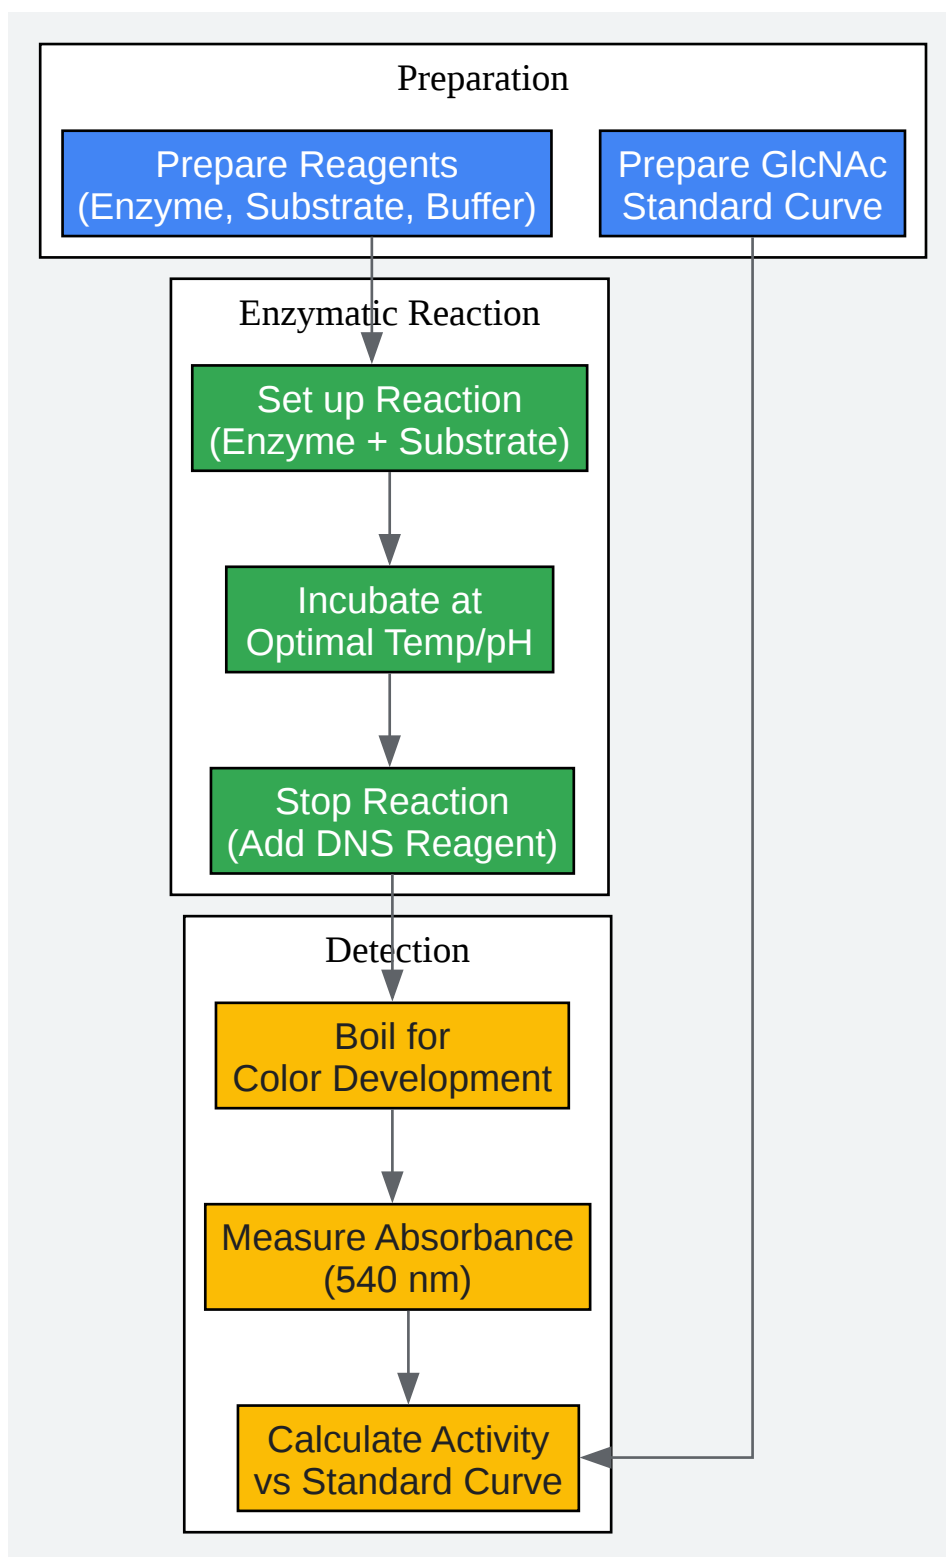 Preparation
Prepare Reagents
(Enzyme, Substrate, Buffer)
Prepare GlcNAc
Standard Curve
Enzymatic Reaction
Set up Reaction
(Enzyme + Substrate)
Incubate at
Optimal Temp/pH
Stop Reaction
(Add DNS Reagent)
Detection
Boil for
Color Development
Measure Absorbance
(540 nm)
Calculate Activity
vs Standard Curve